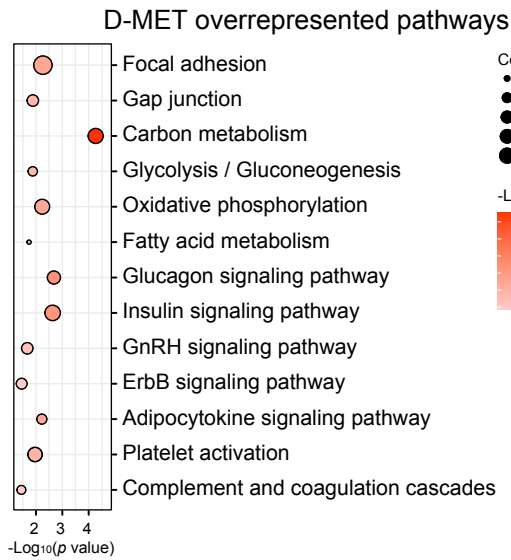 D-MET overrepresented pathways
Focal adhesion
Gap junction
Carbon metabolism
Glycolysis / Gluconeogenesis
Oxidative phosphorylation
Fatty acid metabolism
Glucagon signaling pathway
Insulin signaling pathway
GnRH signaling pathway
ErbB signaling pathway
Adipocytokine signaling pathway
Platelet activation
Complement and coagulation cascades
2 3 4
-Log₁₀(p value)